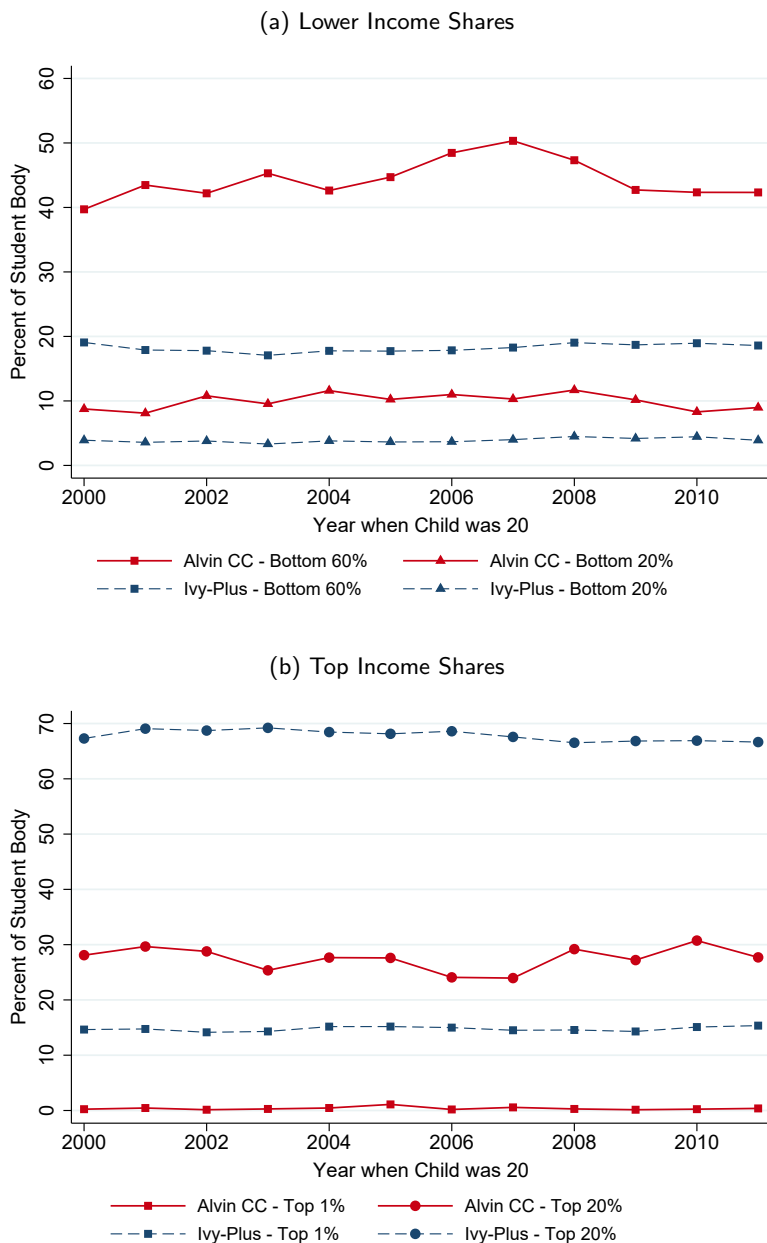 (a) Lower Income Shares
60
50
40
30
20
10
0
Percent of Student Body
2000 2002 2004 2006 2008 2010
Year when Child was 20
Alvin CC - Bottom 60% Alvin CC - Bottom 20%
Ivy-Plus - Bottom 60% Ivy-Plus - Bottom 20%
(b) Top Income Shares
70
60
50
40
30
20
10
0
Percent of Student Body
2000 2002 2004 2006 2008 2010
Year when Child was 20
Alvin CC - Top 1% Alvin CC - Top 20%
Ivy-Plus - Top 1% Ivy-Plus - Top 20%